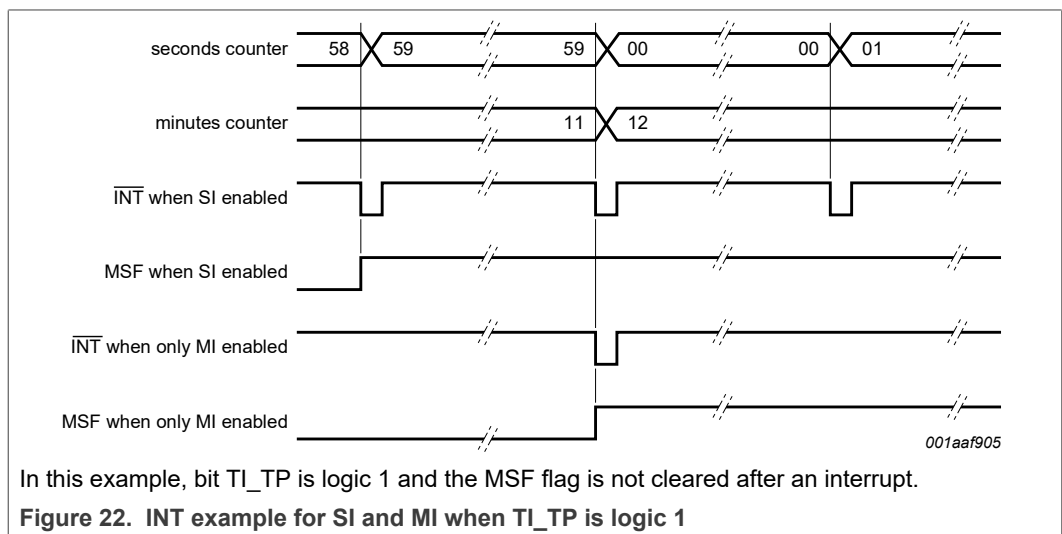 seconds counter 58 59 59 00 00 01
minutes counter 11 12
INT when SI enabled
MSF when SI enabled
INT when only MI enabled
MSF when only MI enabled
001aaf905
In this example, bit TI_TP is logic 1 and the MSF flag is not cleared after an interrupt.
Figure 22. INT example for SI and MI when TI_TP is logic 1